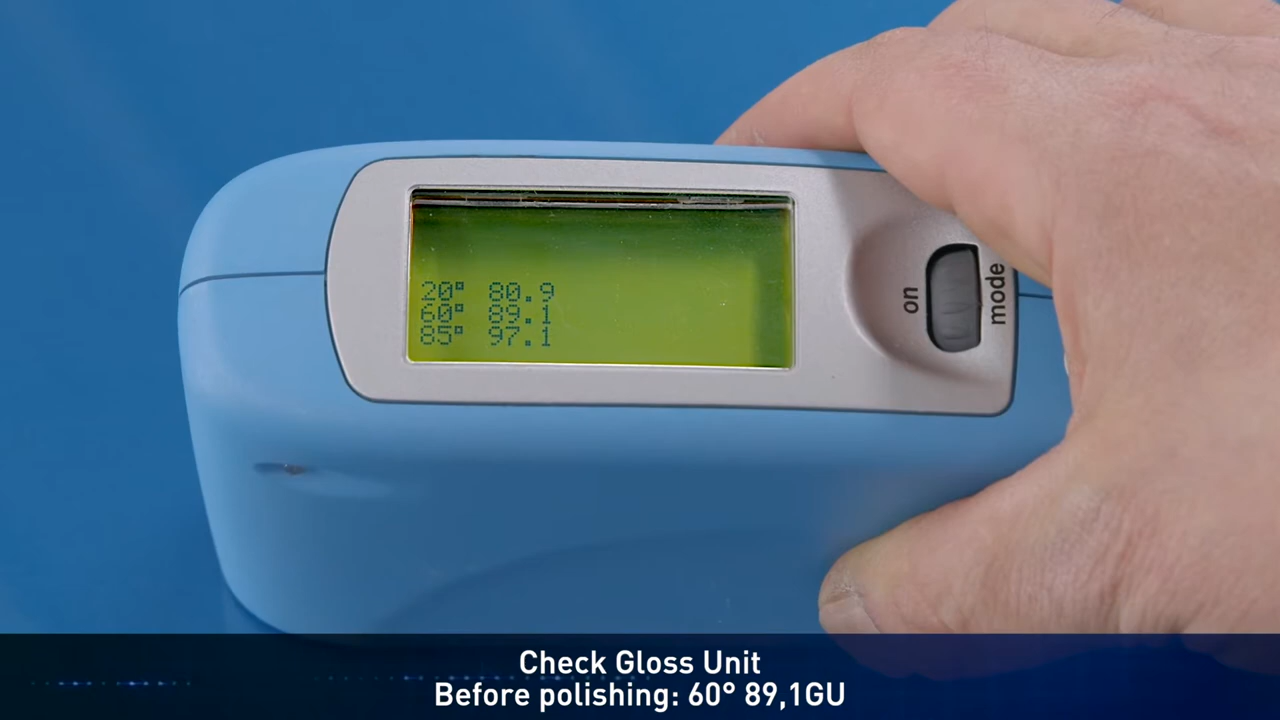 20° 80.9
60° 89.1
85° 97.1
on
mode
Check Gloss Unit
Before polishing: 60° 89,1GU